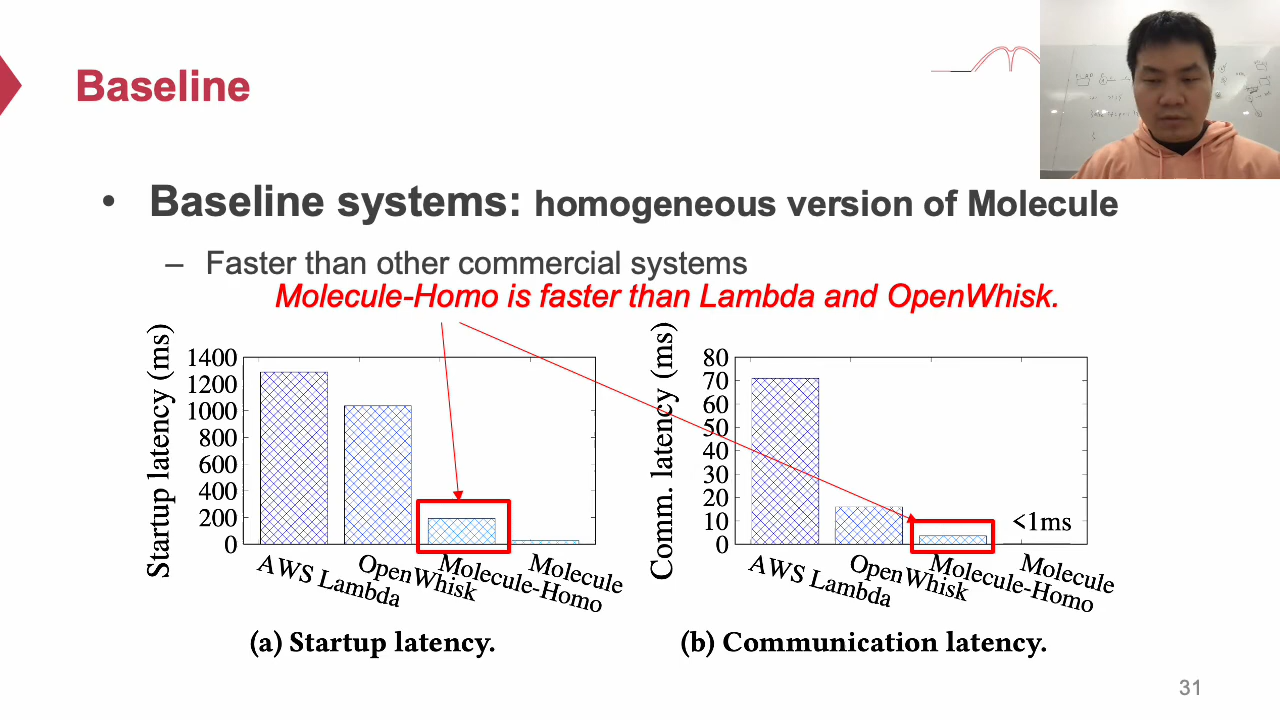 Baseline
• Baseline systems: homogeneous version of Molecule
– Faster than other commercial systems
Molecule-Homo is faster than Lambda and OpenWhisk.
Startup latency (ms)
1400
1200
1000
800
600
400
200
0
AWS Lambda
OpenWhisk
Molecule-Homo
Molecule
(a) Startup latency.
Comm. latency (ms)
80
70
60
50
40
30
20
10
0
<1ms
AWS Lambda
OpenWhisk
Molecule-Homo
Molecule
(b) Communication latency.
31